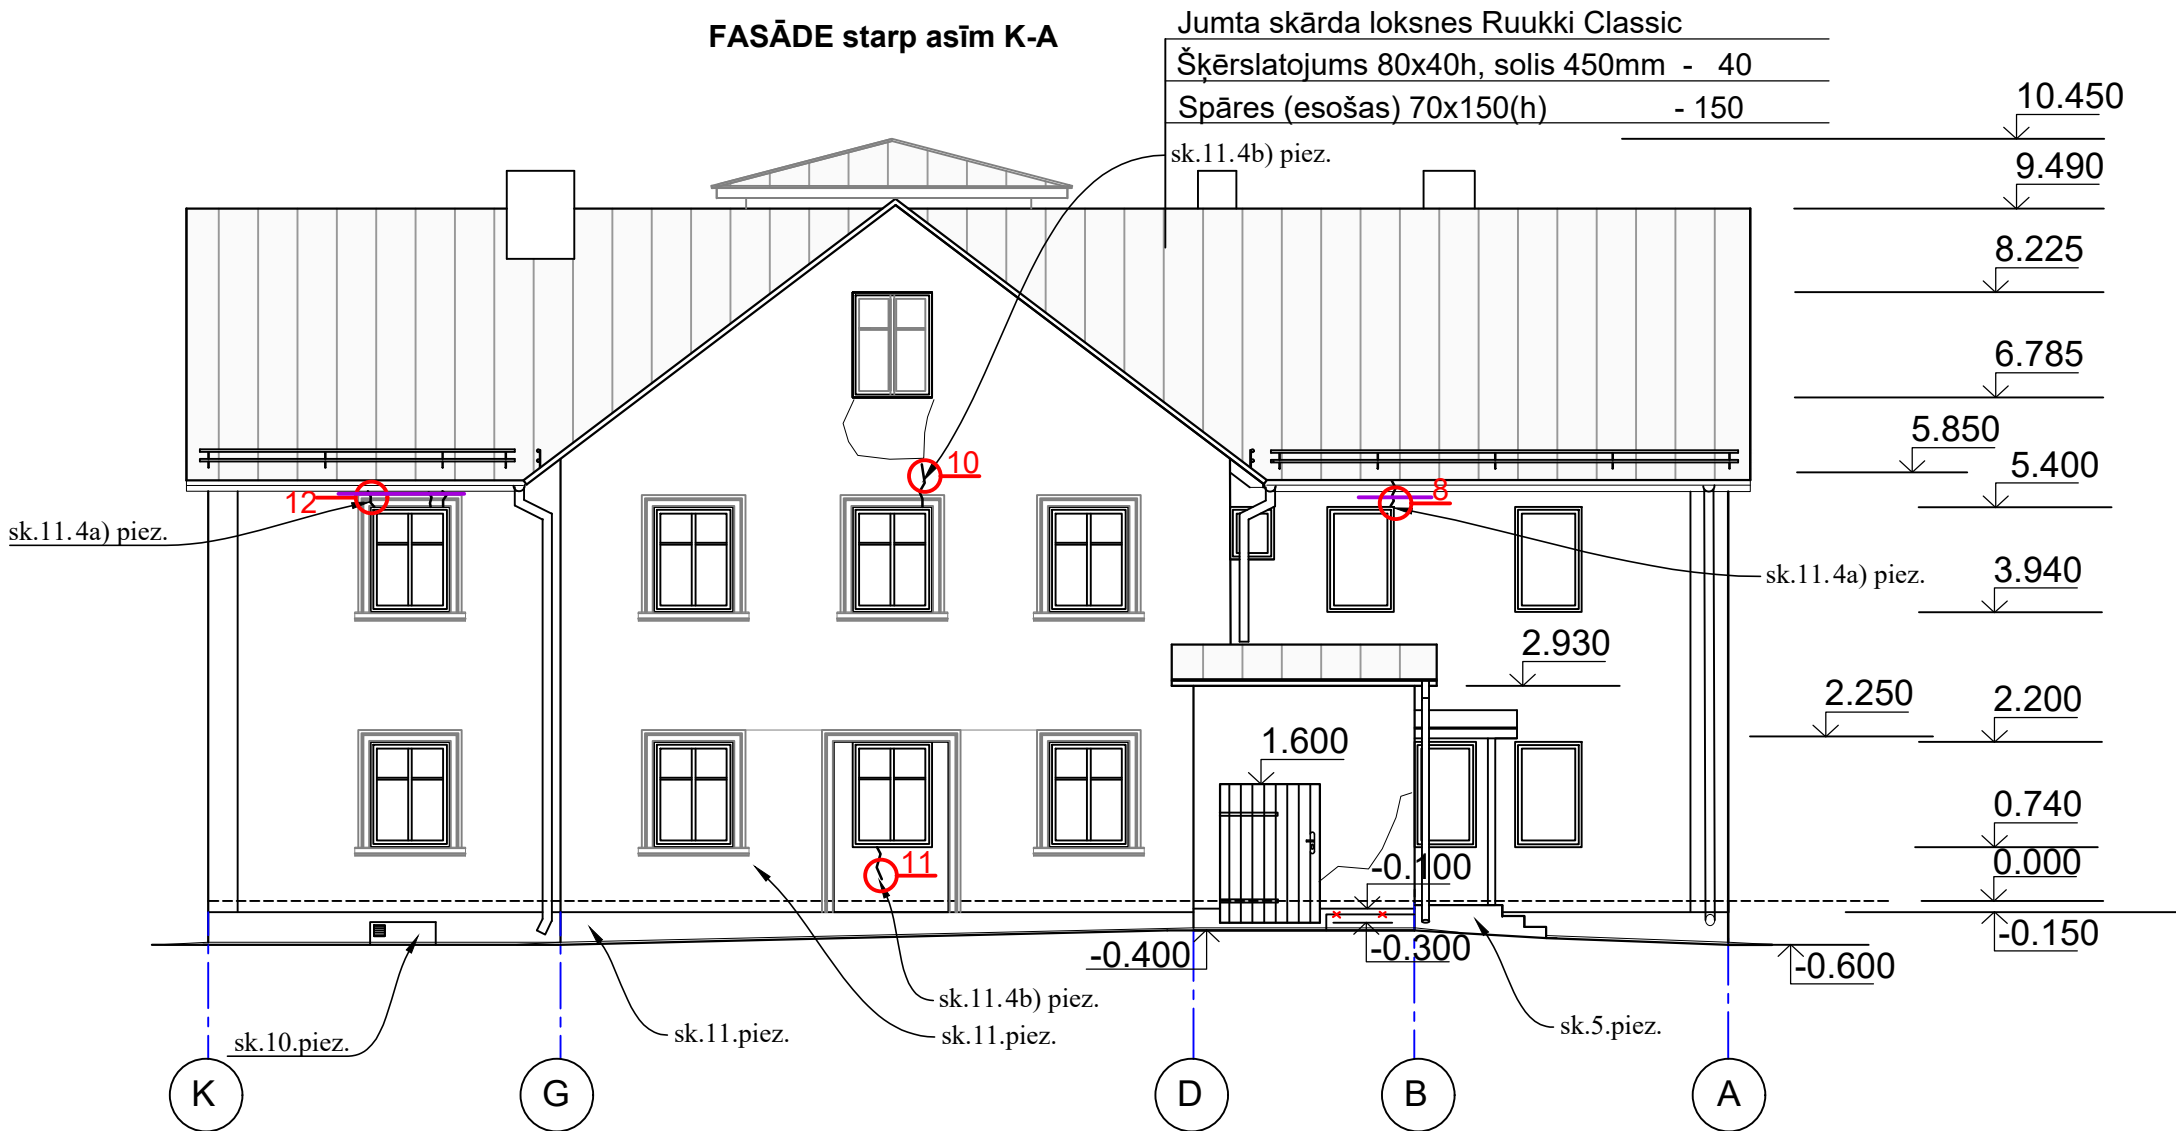 FASĀDE starp asīm K-A
Jumta skārda loksnes Ruukki Classic
Šķērslatojums 80x40h, solis 450mm - 40
Spāres (esošas) 70x150(h) - 150
sk.11.4b) piez.
10.450
9.490
8.225
6.785
5.850
5.400
10
12
8
sk.11.4a) piez.
sk.11.4a) piez.
3.940
2.930
2.250
2.200
1.600
0.740
11
-0.100
0.000
-0.150
-0.400
-0.300
-0.600
sk.11.4b) piez.
sk.10.piez.
sk.11.piez.
sk.11.piez.
sk.5.piez.
K
G
D
B
A